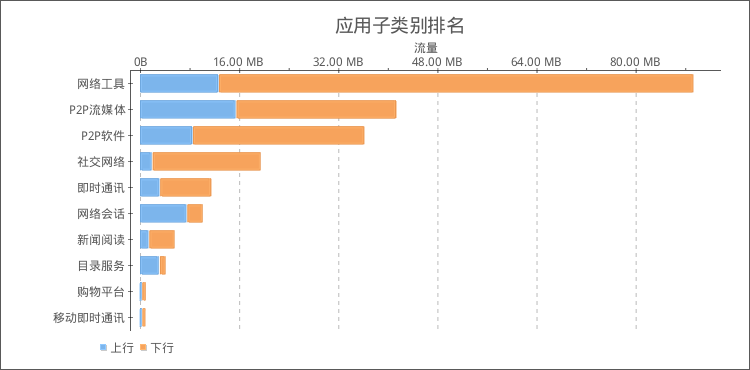 应用子类别排名
流量
0B 16.00 MB 32.00 MB 48.00 MB 64.00 MB 80.00 MB
网络工具
P2P流媒体
P2P软件
社交网络
即时通讯
网络会话
新闻阅读
目录服务
购物平台
移动即时通讯
上行 下行